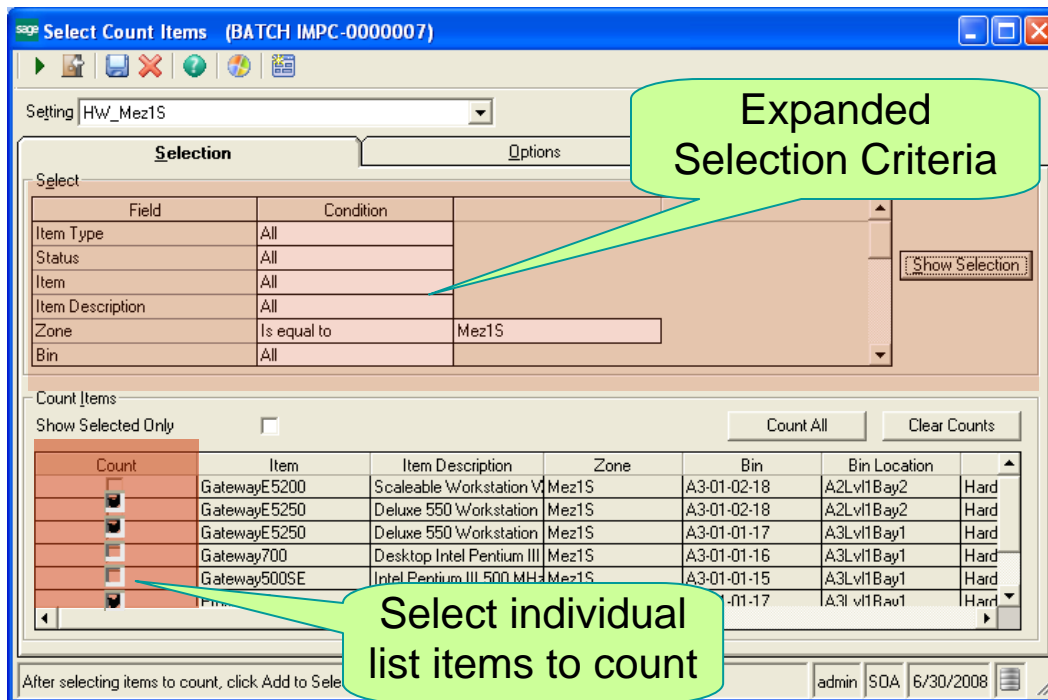 sage Select Count Items (BATCH IMPC-0000007)
Setting HW_Mez1S
Expanded
Selection Criteria
Selection Options
Select
Field Condition
Item Type All
Status All
Show Selection
Item All
Item Description All
Zone Is equal to Mez1S
Bin All
Count Items
Show Selected Only Count All Clear Counts
Count Item Item Description Zone Bin Bin Location
GatewayE5200 Scaleable Workstation Mez1S A3-01-02-18 A2Lvl1Bay2 Hard
GatewayE5250 Deluxe 550 Workstation Mez1S A3-01-02-18 A2Lvl1Bay2 Hard
GatewayE5250 Deluxe 550 Workstation Mez1S A3-01-01-17 A3Lvl1Bay1 Hard
Gateway700 Desktop Intel Pentium III Mez1S A3-01-01-16 A3Lvl1Bay1 Hard
Gateway500SE Intel Pentium III 500 MHz Mez1S A3-01-01-15 A3Lvl1Bay1 Hard
-01-17 A3Lvl1Bay1 Hard
Select individual
list items to count
After selecting items to count, click Add to Sele admin SOA 6/30/2008